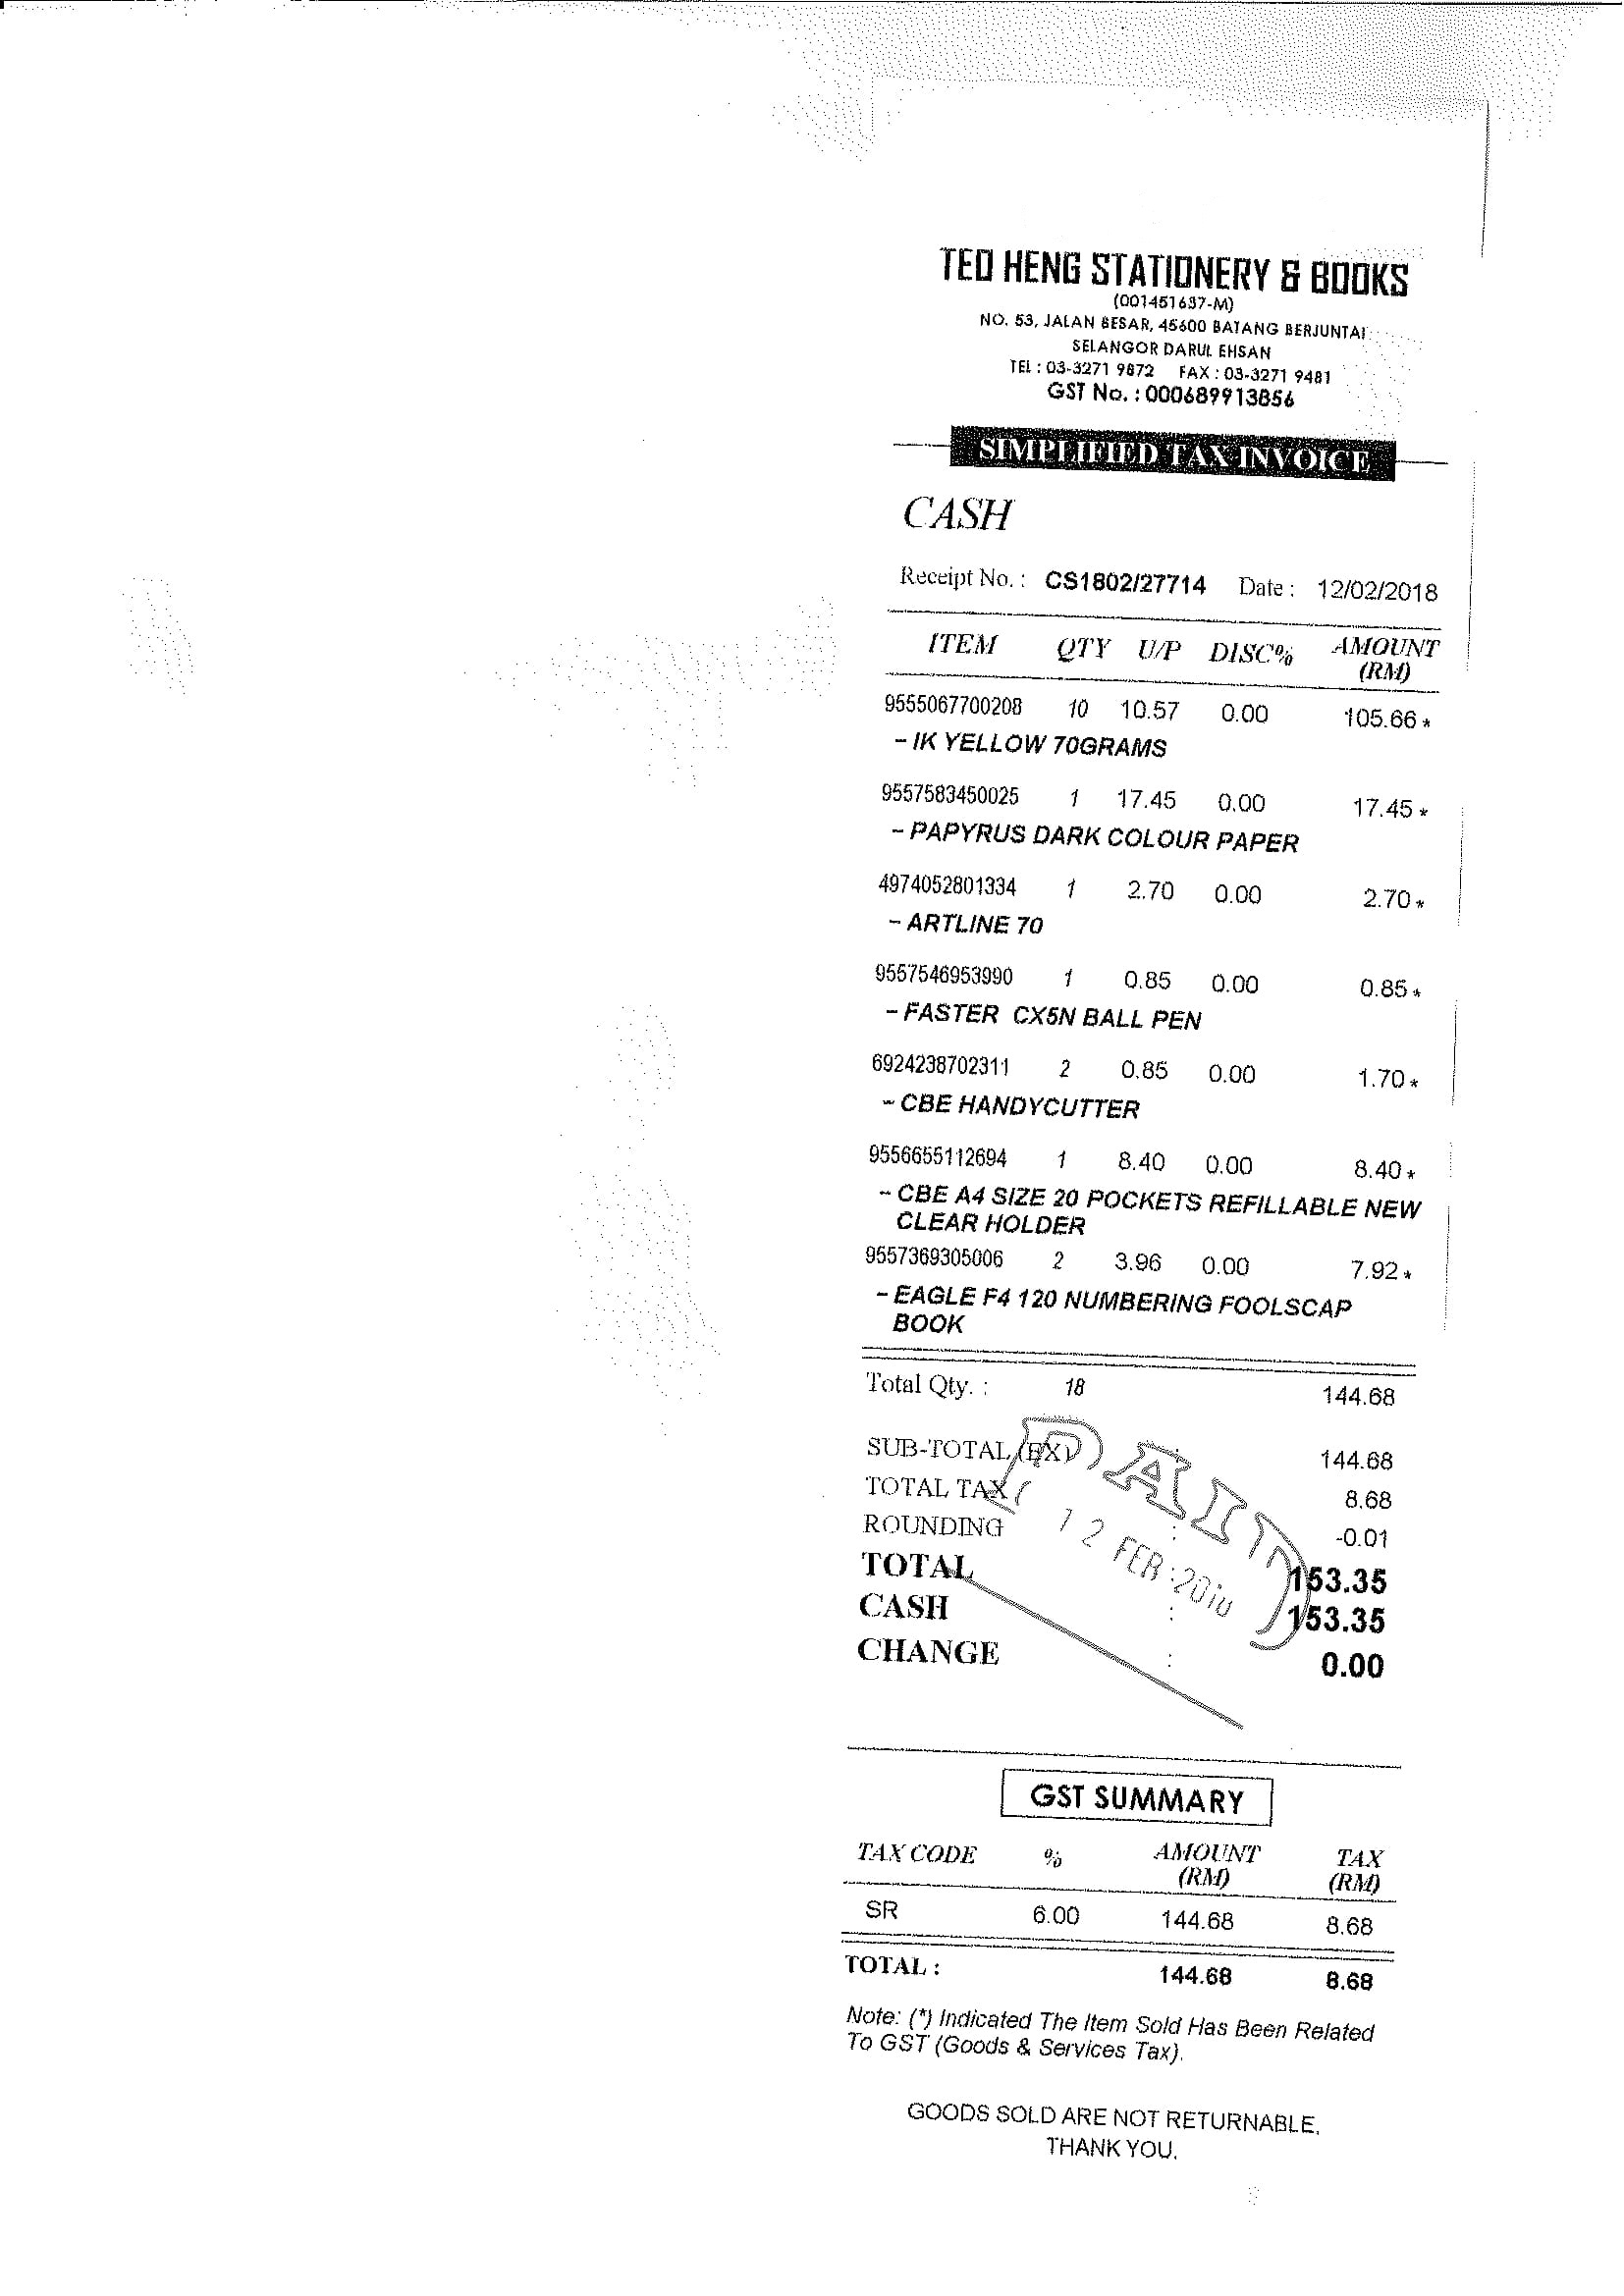 TEO HENG STATIONERY & BOOKS
(001451637-M)
NO. 53, JALAN BESAR, 45600 BATANG BERJUNTAI
SELANGOR DARUL EHSAN
TEL : 03-3271 9872 FAX : 03-3271 9481
GST No. : 000689913856
SIMPLIFIED TAX INVOICE
CASH
Receipt No. : CS1802/27714 Date : 12/02/2018
ITEM QTY U/P DISC% AMOUNT
(RM)
9555067700208 10 10.57 0.00 105.66 *
- IK YELLOW 70GRAMS
9557583450025 1 17.45 0.00 17.45 *
- PAPYRUS DARK COLOUR PAPER
4974052801334 1 2.70 0.00 2.70 *
- ARTLINE 70
9557546953990 1 0.85 0.00 0.85 *
- FASTER CX5N BALL PEN
6924238702311 2 0.85 0.00 1.70 *
- CBE HANDYCUTTER
9556655112694 1 8.40 0.00 8.40 *
- CBE A4 SIZE 20 POCKETS REFILLABLE NEW
CLEAR HOLDER
9557369305006 2 3.96 0.00 7.92 *
- EAGLE F4 120 NUMBERING FOOLSCAP
BOOK
Total Qty. : 18 144.68
SUB-TOTAL (EX) : 144.68
TOTAL TAX 8.68
ROUNDING : -0.01
TOTAL : 153.35
CASH : 153.35
CHANGE : 0.00
PAID
12 FEB
GST SUMMARY
TAX CODE % AMOUNT TAX
(RM) (RM)
SR 6.00 144.68 8.68
TOTAL : 144.68 8.68
Note: (*) Indicated The Item Sold Has Been Related
To GST (Goods & Services Tax).
GOODS SOLD ARE NOT RETURNABLE.
THANK YOU.